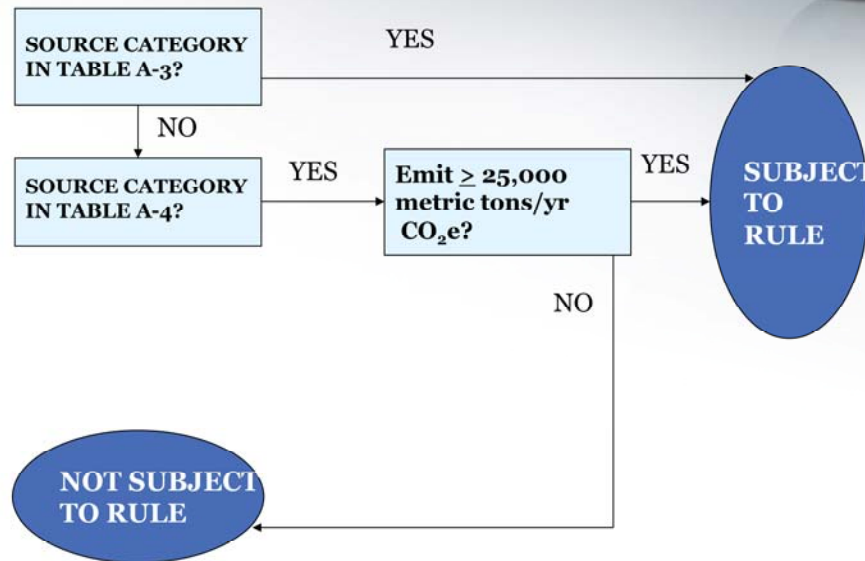 SOURCE CATEGORY
IN TABLE A-3?
YES
NO
SOURCE CATEGORY
IN TABLE A-4?
YES
Emit ≥ 25,000
metric tons/yr
CO₂e?
YES
SUBJECT
TO
RULE
NO
NOT SUBJECT
TO RULE